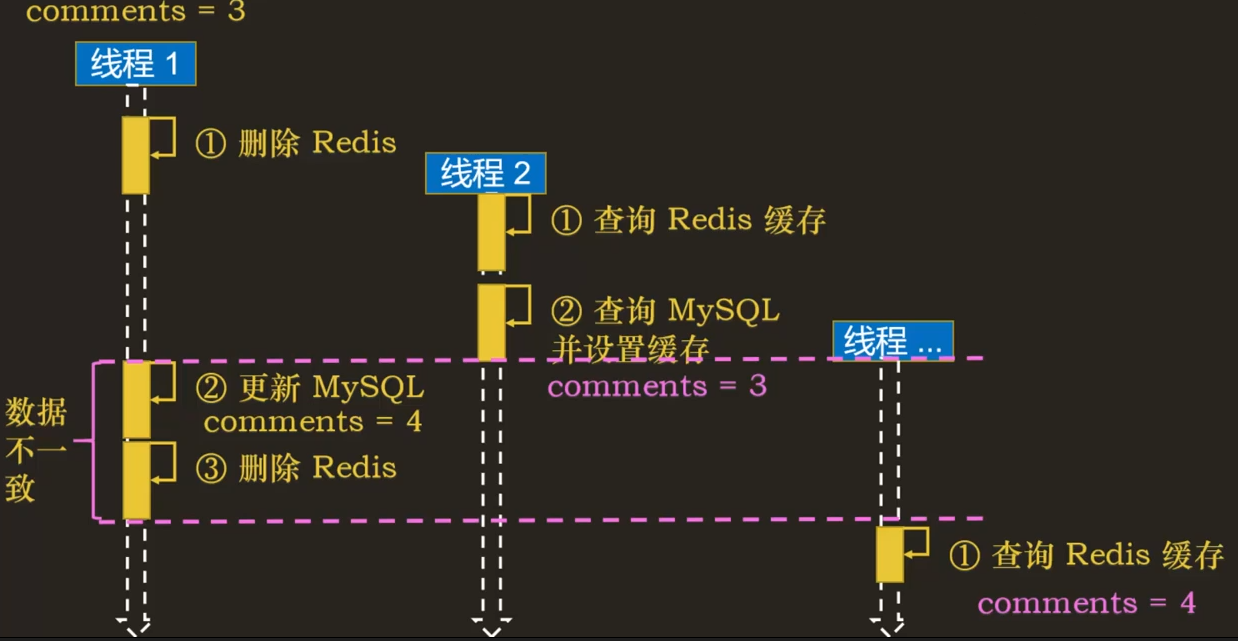 comments = 3
线程 1
① 删除 Redis
线程 2
① 查询 Redis 缓存
② 查询 MySQL
并设置缓存
线程 ...
comments = 3
数据
不一
致
② 更新 MySQL
comments = 4
③ 删除 Redis
① 查询 Redis 缓存
comments = 4